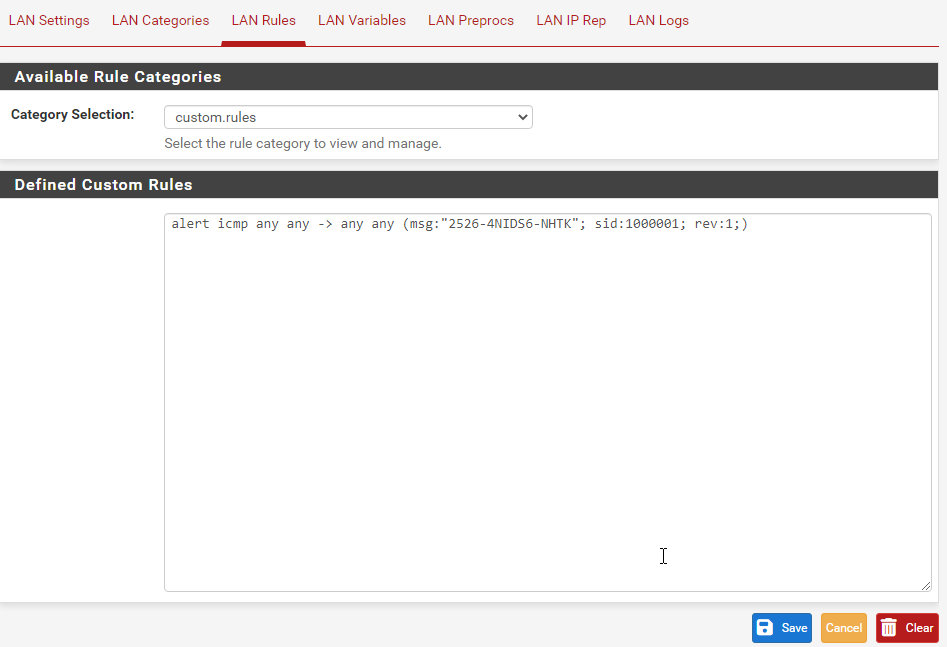 LAN Settings LAN Categories LAN Rules LAN Variables LAN Preprocs LAN IP Rep LAN Logs
Available Rule Categories
Category Selection: custom.rules
Select the rule category to view and manage.
Defined Custom Rules
alert icmp any any -> any any (msg:"2526-4NIDS6-NHTK"; sid:1000001; rev:1;)
Save Cancel Clear